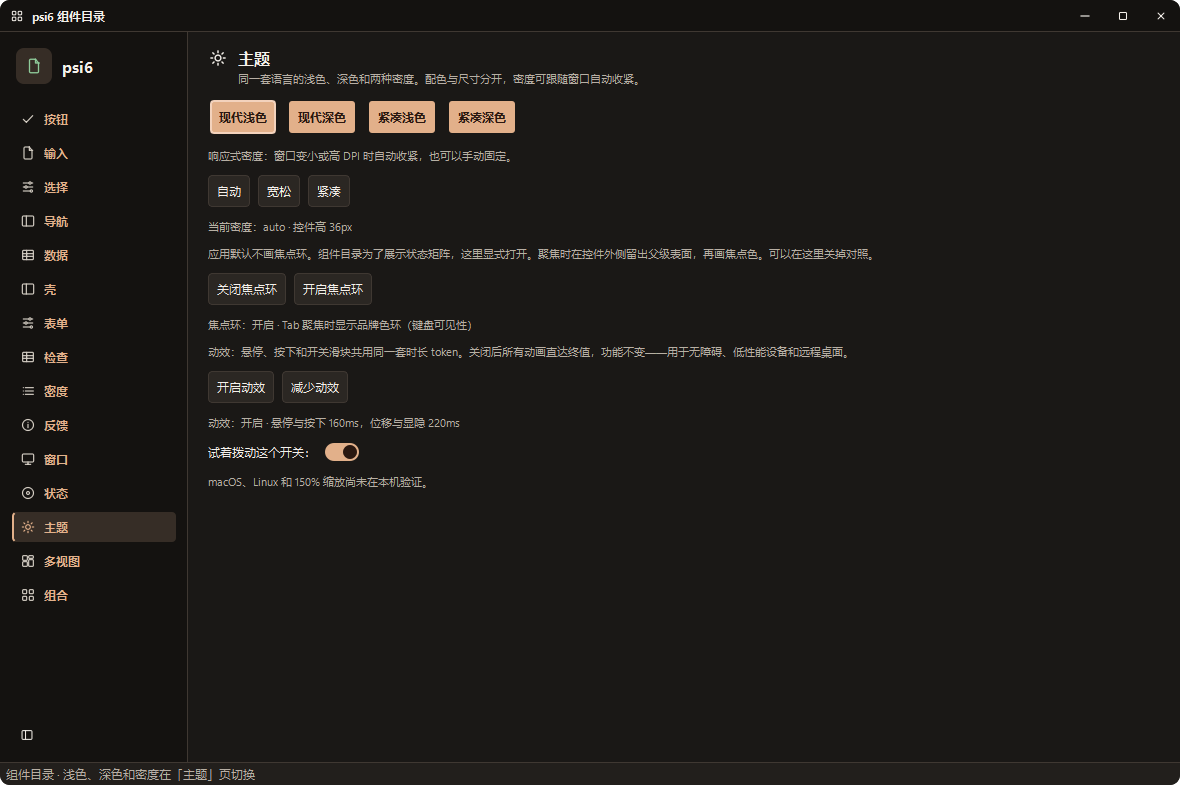 psi6 组件目录
psi6
按钮
输入
选择
导航
数据
壳
表单
检查
密度
反馈
窗口
状态
主题
多视图
组合
主题
同一套语言的浅色、深色和两种密度。配色与尺寸分开，密度可跟随窗口自动收紧。
现代浅色 现代深色 紧凑浅色 紧凑深色
响应式密度：窗口变小或高 DPI 时自动收紧，也可以手动固定。
自动 宽松 紧凑
当前密度：auto · 控件高 36px
应用默认不画焦点环。组件目录为了展示状态矩阵，这里显式打开。聚焦时在控件外侧留出父级表面，再画焦点色。可以在这里关掉对照。
关闭焦点环 开启焦点环
焦点环：开启 · Tab 聚焦时显示品牌色环（键盘可见性）
动效：悬停、按下和开关滑块共用同一套时长 token。关闭后所有动画直达终值，功能不变——用于无障碍、低性能设备和远程桌面。
开启动效 减少动效
动效：开启 · 悬停与按下 160ms，位移与显隐 220ms
试着拨动这个开关：
macOS、Linux 和 150% 缩放尚未在本机验证。
组件目录 · 浅色、深色和密度在「主题」页切换